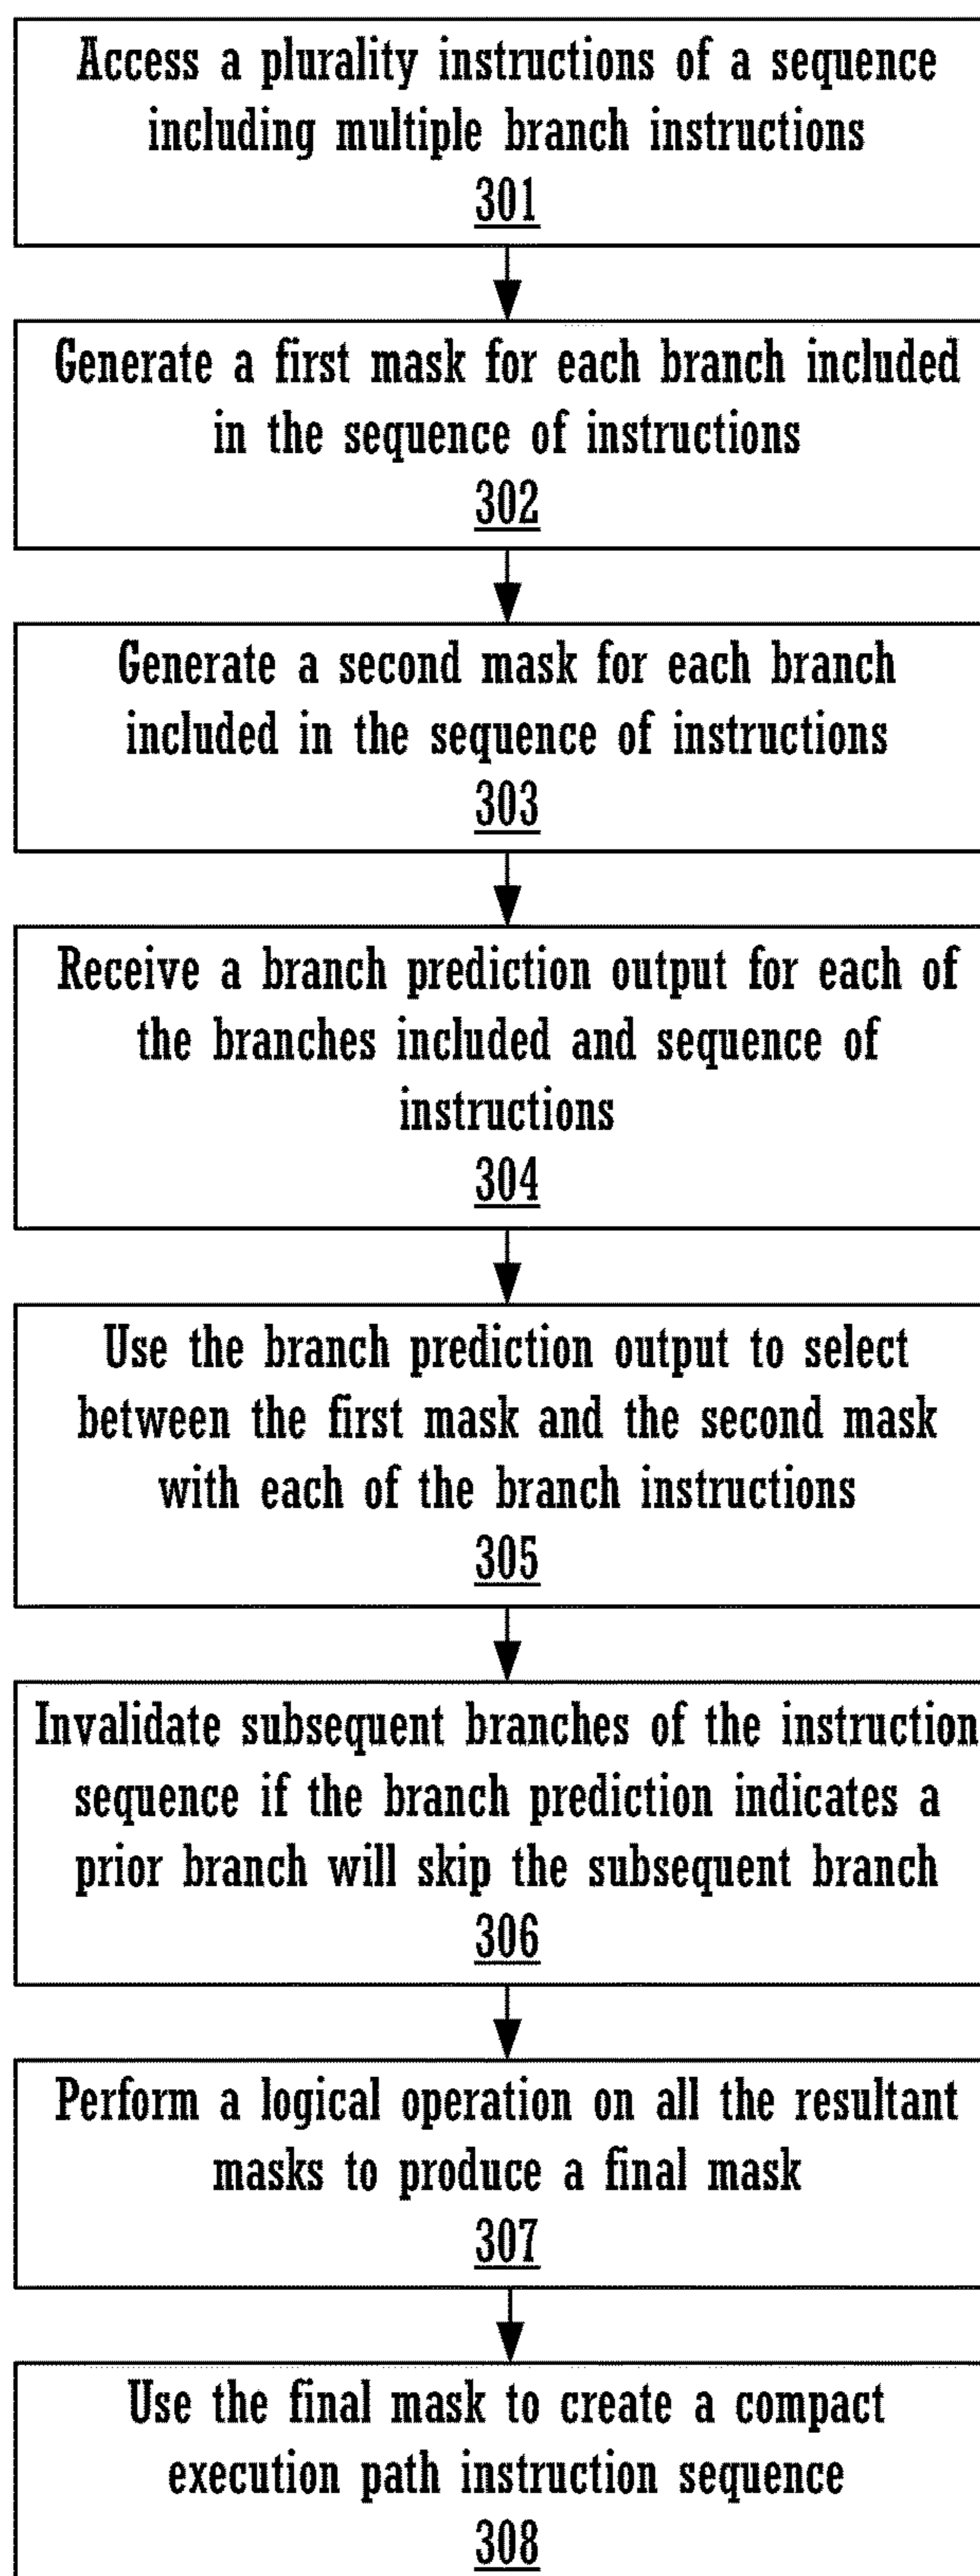 Access a plurality instructions of a sequence
including multiple branch instructions
301
Generate a first mask for each branch included
in the sequence of instructions
302
Generate a second mask for each branch
included in the sequence of instructions
303
Receive a branch prediction output for each of
the branches included and sequence of
instructions
304
Use the branch prediction output to select
between the first mask and the second mask
with each of the branch instructions
305
Invalidate subsequent branches of the instruction
sequence if the branch prediction indicates a
prior branch will skip the subsequent branch
306
Perform a logical operation on all the resultant
masks to produce a final mask
307
Use the final mask to create a compact
execution path instruction sequence
308